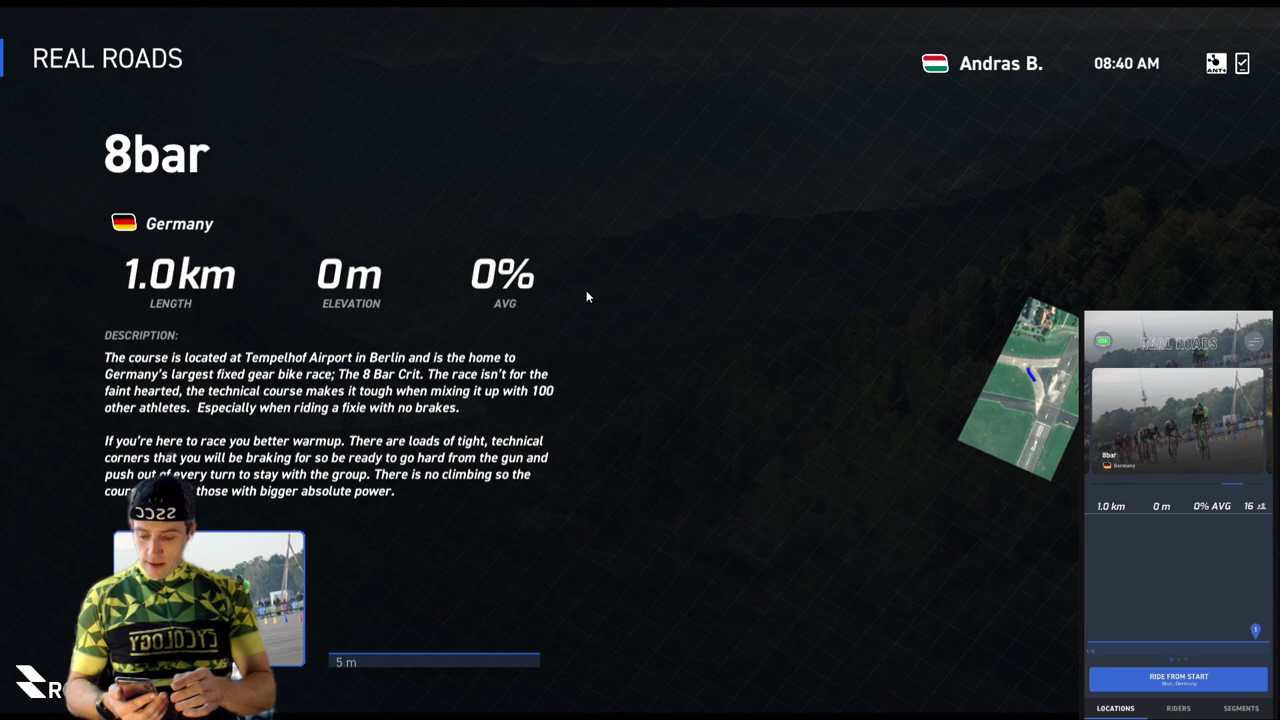 REAL ROADS
Andras B.
08:40 AM
ANT+
8bar
Germany
1.0km
0m
0%
LENGTH
ELEVATION
AVG
DESCRIPTION:
The course is located at Tempelhof Airport in Berlin and is the home to
Germany's largest fixed gear bike race; The 8 Bar Crit. The race isn't for the
faint hearted, the technical course makes it tough when mixing it up with 100
other athletes. Especially when riding a fixie with no brakes.
If you're here to race you better warmup. There are loads of tight, technical
corners that you will be braking for so be ready to go hard from the gun and
push out of every turn to stay with the group. There is no climbing so the
those with bigger absolute power.
SSCC
CYCOLOGY
5 m
R
REAL ROADS
8bar
Germany
1.0 km
0 m
0% AVG
16
1
RIDE FROM START
8bar, Germany
LOCATIONS
RIDERS
SEGMENTS